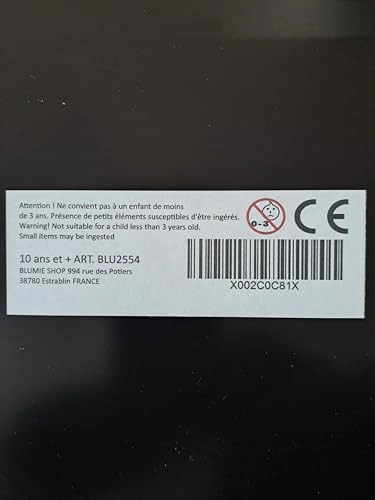 Attention ! Ne convient pas à un enfant de moins
de 3 ans. Présence de petits éléments susceptibles d'être ingérés.
Warning! Not suitable for a child less than 3 years old.
Small items may be ingested
0-3
CE
10 ans et + ART. BLU2554
BLUMIE SHOP 994 rue des Potiers
38780 Estrablin FRANCE
X002C0C81X